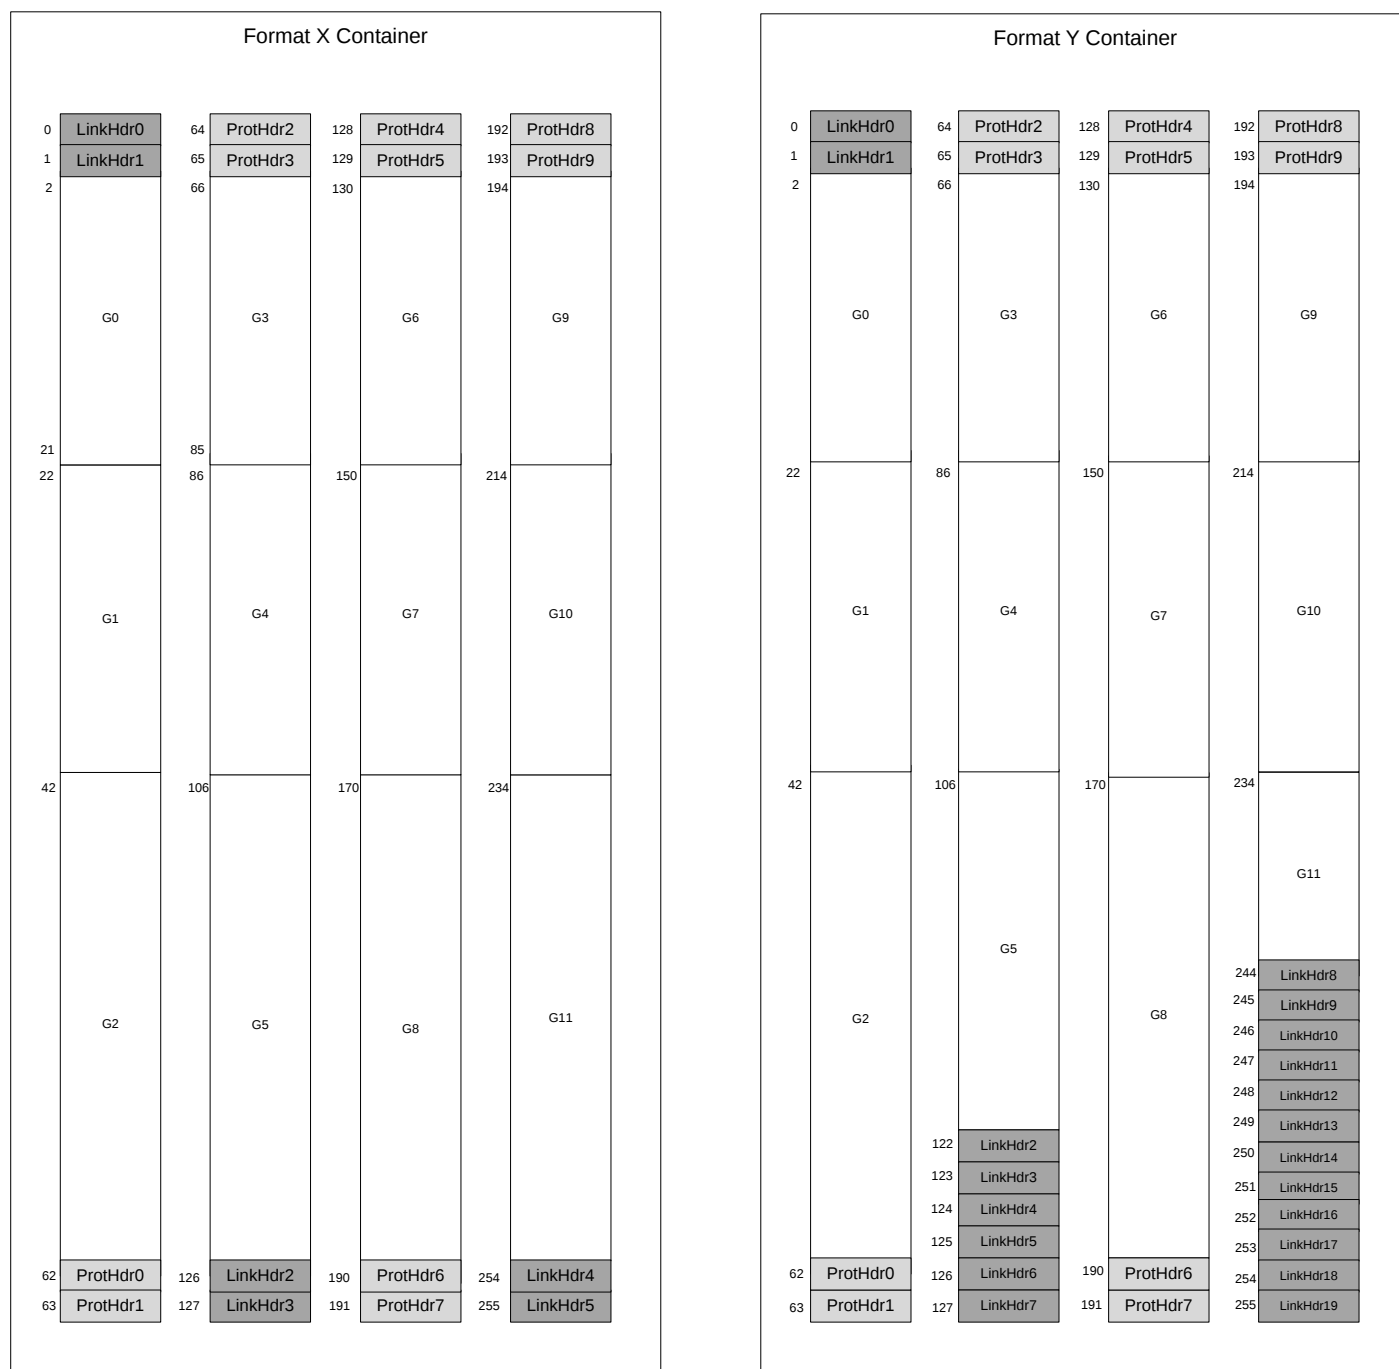 Format X Container
0 LinkHdr0 64 ProtHdr2 128 ProtHdr4 192 ProtHdr8
1 LinkHdr1 65 ProtHdr3 129 ProtHdr5 193 ProtHdr9
2 66 130 194
G0 G3 G6 G9
21 85
22 86 150 214
G1 G4 G7 G10
42 106 170 234
G2 G5 G8 G11
62 ProtHdr0 126 LinkHdr2 190 ProtHdr6 254 LinkHdr4
63 ProtHdr1 127 LinkHdr3 191 ProtHdr7 255 LinkHdr5
Format Y Container
0 LinkHdr0 64 ProtHdr2 128 ProtHdr4 192 ProtHdr8
1 LinkHdr1 65 ProtHdr3 129 ProtHdr5 193 ProtHdr9
2 66 130 194
G0 G3 G6 G9
22 86 150 214
G1 G4 G7 G10
42 106 170 234
G11
G5
244 LinkHdr8
245 LinkHdr9
G2 G8
246 LinkHdr10
247 LinkHdr11
248 LinkHdr12
249 LinkHdr13
122 LinkHdr2 250 LinkHdr14
123 LinkHdr3 251 LinkHdr15
124 LinkHdr4 252 LinkHdr16
125 LinkHdr5 253 LinkHdr17
62 ProtHdr0 126 LinkHdr6 190 ProtHdr6 254 LinkHdr18
63 ProtHdr1 127 LinkHdr7 191 ProtHdr7 255 LinkHdr19